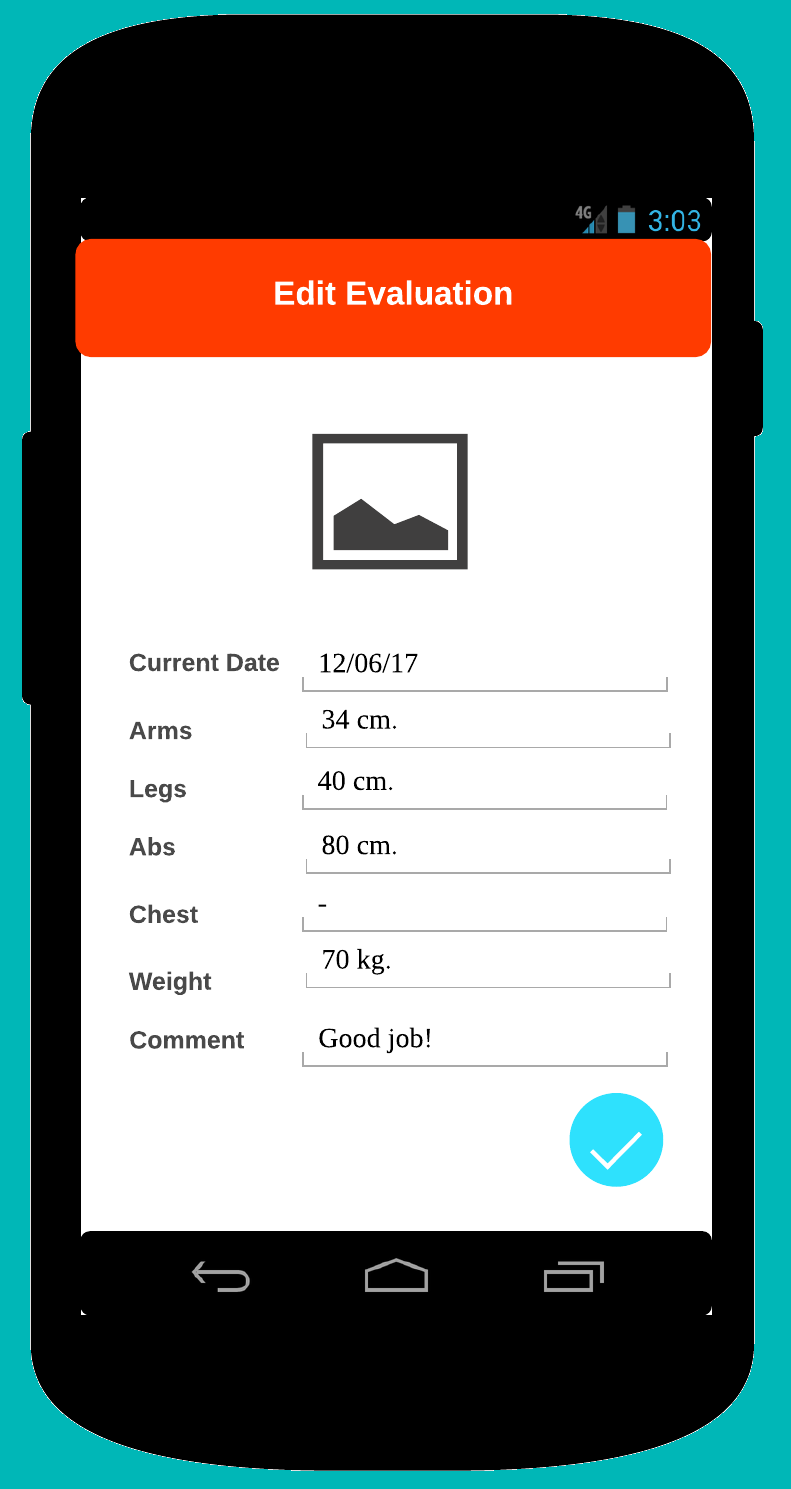 4G 3:03
Edit Evaluation
Current Date 12/06/17
Arms 34 cm.
Legs 40 cm.
Abs 80 cm.
Chest -
Weight 70 kg.
Comment Good job!